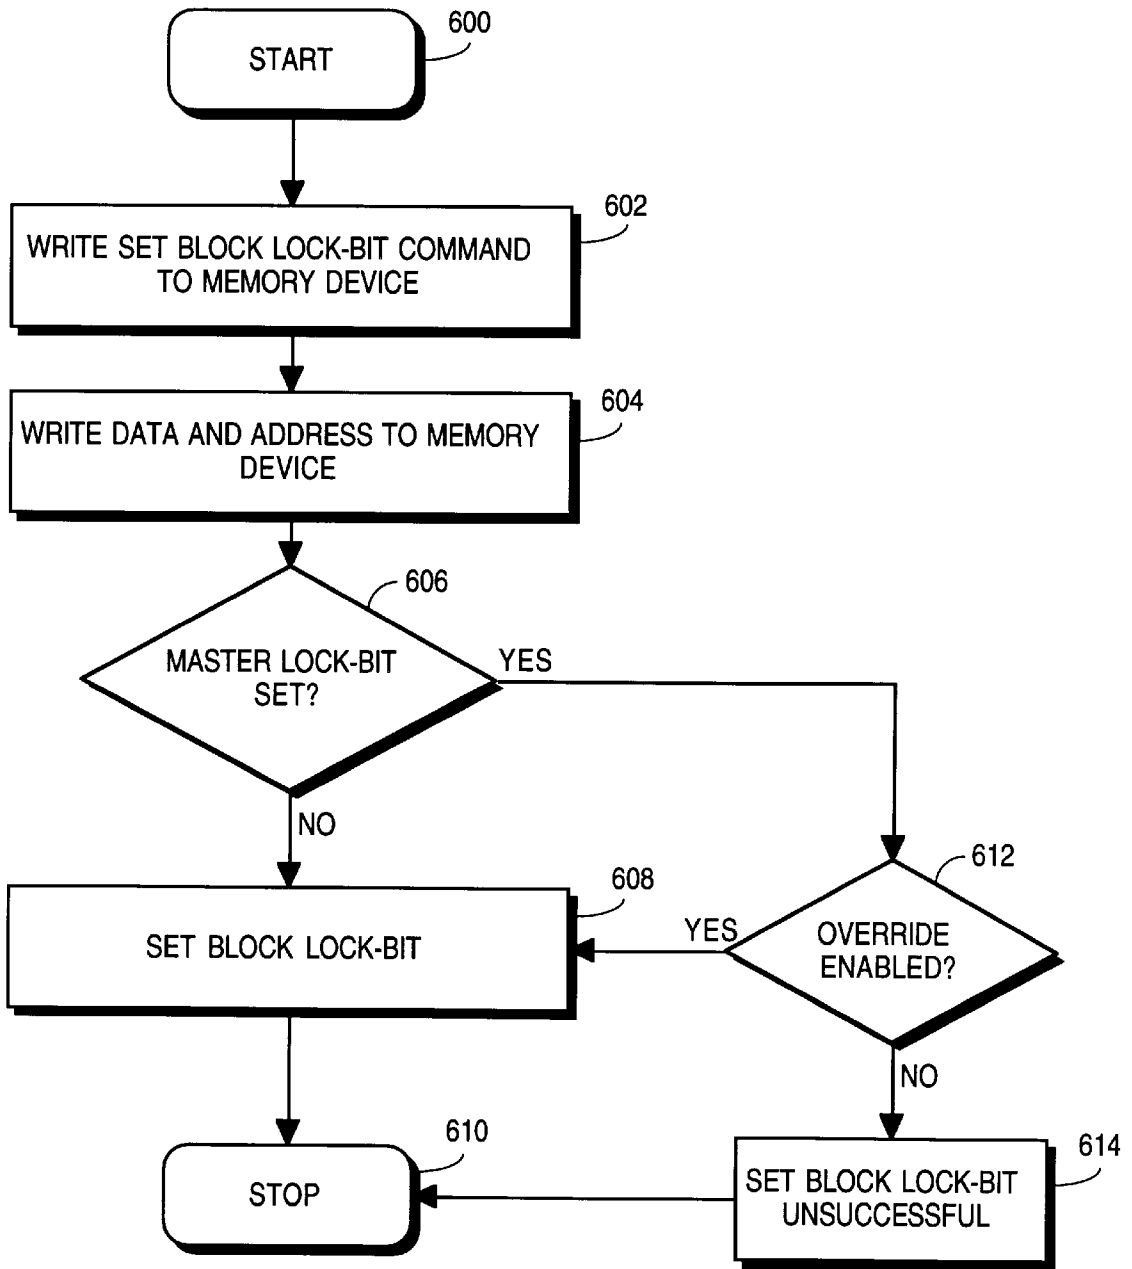 START
600
WRITE SET BLOCK LOCK-BIT COMMAND
TO MEMORY DEVICE
602
WRITE DATA AND ADDRESS TO MEMORY
DEVICE
604
606
MASTER LOCK-BIT
SET?
YES
NO
612
OVERRIDE
ENABLED?
YES
608
SET BLOCK LOCK-BIT
NO
610
STOP
614
SET BLOCK LOCK-BIT
UNSUCCESSFUL